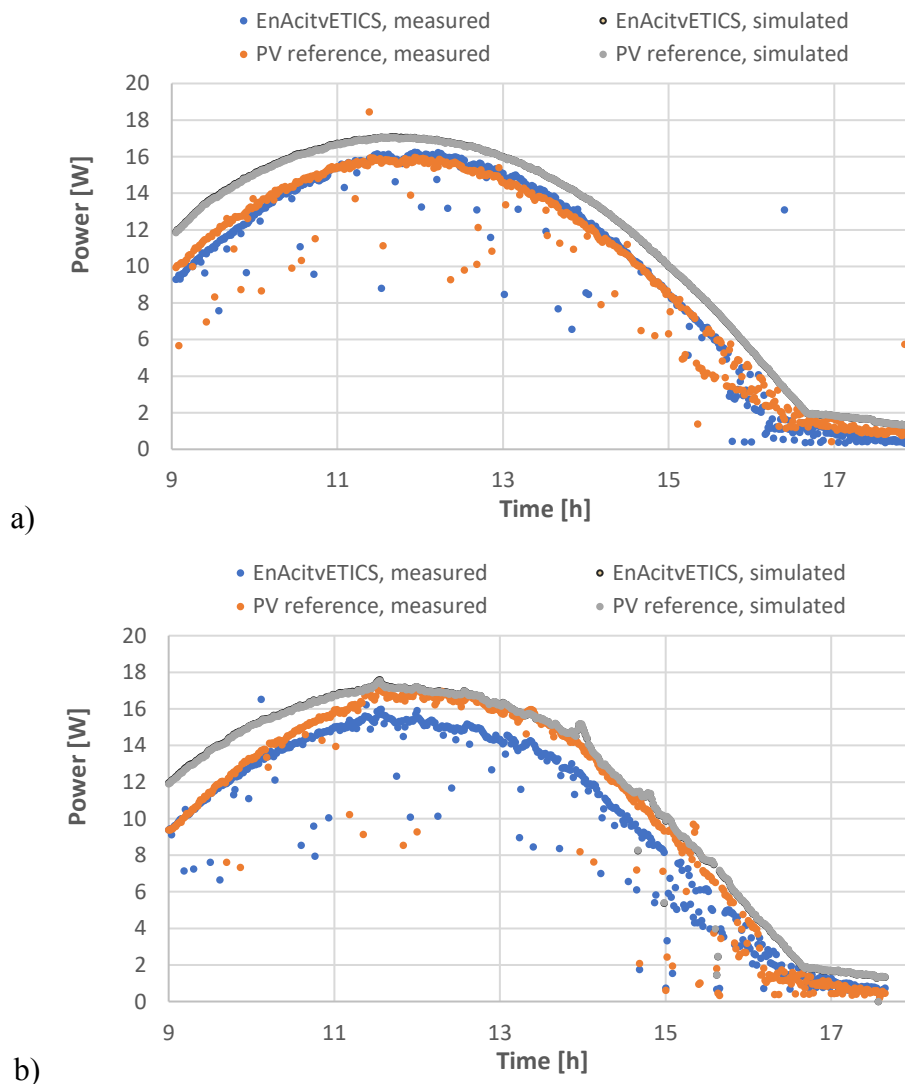 EnAcitvETICS, measured EnAcitvETICS, simulated
PV reference, measured PV reference, simulated
20
18
16
14
12
10
8
6
4
2
0
Power [W]
9 11 13 15 17
Time [h]
a)
EnAcitvETICS, measured EnAcitvETICS, simulated
PV reference, measured PV reference, simulated
20
18
16
14
12
10
8
6
4
2
0
Power [W]
9 11 13 15 17
Time [h]
b)